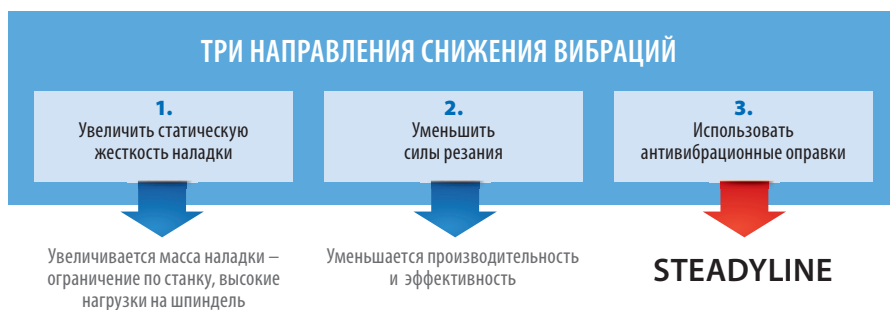 ТРИ НАПРАВЛЕНИЯ СНИЖЕНИЯ ВИБРАЦИЙ
1.
Увеличить статическую
жесткость наладки
2.
Уменьшить
силы резания
3.
Использовать
антивибрационные оправки
Увеличивается масса наладки –
ограничение по станку, высокие
нагрузки на шпиндель
Уменьшается производительность
и эффективность
STEADYLINE